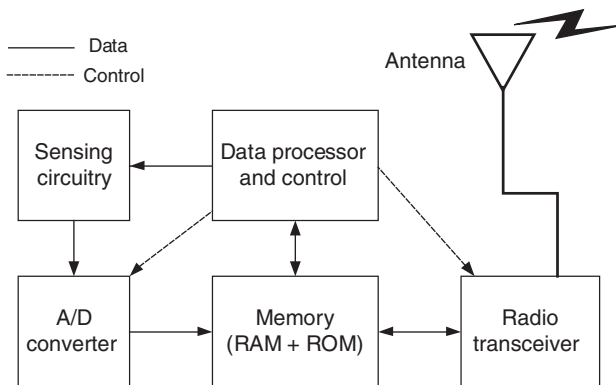 Data
Control
Antenna
Sensing
circuitry
Data processor
and control
A/D
converter
Memory
(RAM + ROM)
Radio
transceiver